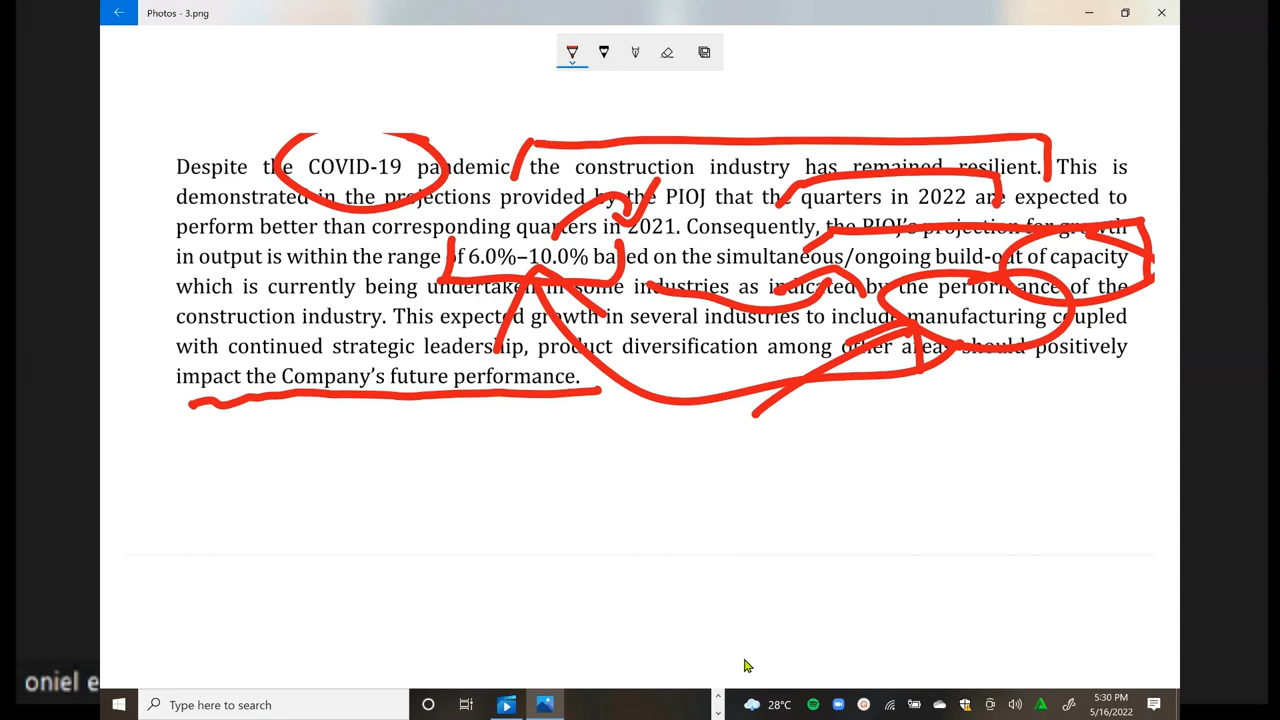 Photos - 3.png
Despite the COVID-19 pandemic, the construction industry has remained resilient. This is
demonstrated in the projections provided by the PIOJ that the quarters in 2022 are expected to
perform better than corresponding quarters in 2021. Consequently, the PIOJ's projection for growth
in output is within the range of 6.0%–10.0% based on the simultaneous/ongoing build-out of capacity
which is currently being undertaken in some industries as indicated by the performance of the
construction industry. This expected growth in several industries to include manufacturing coupled
with continued strategic leadership, product diversification among other areas should positively
impact the Company's future performance.
oniel e
Type here to search
28°C
5:30 PM
5/16/2022